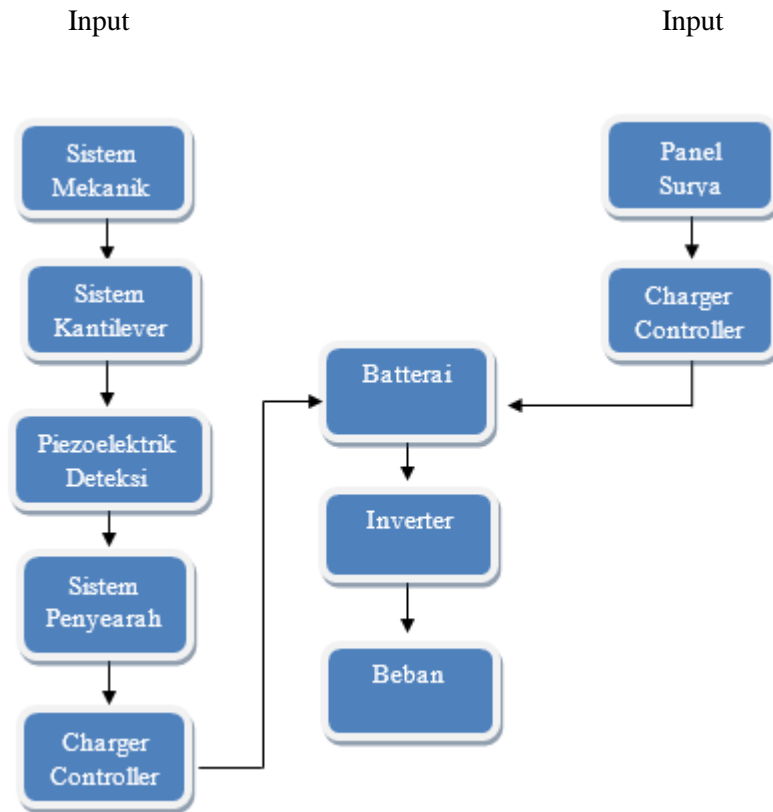 Input
Input
Sistem
Mekanik
Panel
Surya
Sistem
Kantilever
Charger
Controller
Batterai
Piezoelektrik
Deteksi
Inverter
Sistem
Penyearah
Beban
Charger
Controller